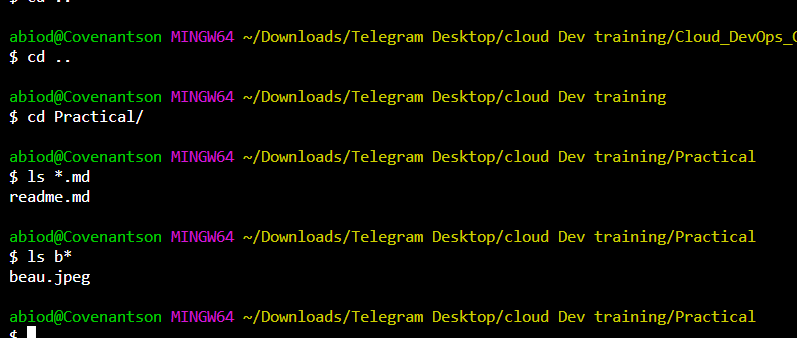 $ cd ..
abiod@Covenantson MINGW64 ~/Downloads/Telegram Desktop/cloud Dev training/Cloud_DevOps_
$ cd ..
abiod@Covenantson MINGW64 ~/Downloads/Telegram Desktop/cloud Dev training
$ cd Practical/
abiod@Covenantson MINGW64 ~/Downloads/Telegram Desktop/cloud Dev training/Practical
$ ls *.md
readme.md
abiod@Covenantson MINGW64 ~/Downloads/Telegram Desktop/cloud Dev training/Practical
$ ls b*
beau.jpeg
abiod@Covenantson MINGW64 ~/Downloads/Telegram Desktop/cloud Dev training/Practical
$